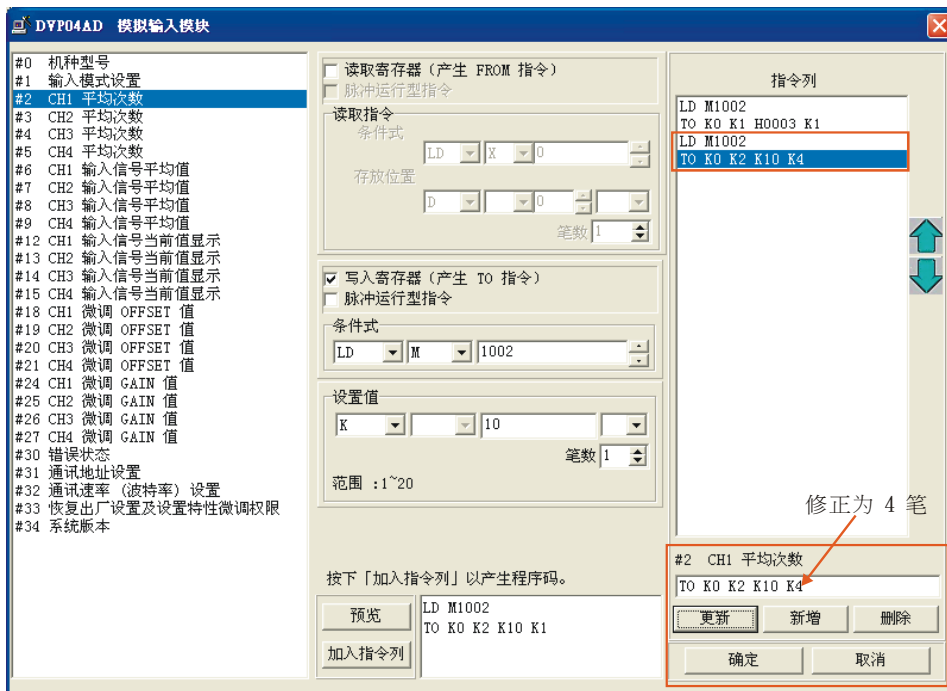 DVP04AD 模拟输入模块
#0 机种型号
#1 输入模式设置
#2 CH1 平均次数
#3 CH2 平均次数
#4 CH3 平均次数
#5 CH4 平均次数
#6 CH1 输入信号平均值
#7 CH2 输入信号平均值
#8 CH3 输入信号平均值
#9 CH4 输入信号平均值
#12 CH1 输入信号当前值显示
#13 CH2 输入信号当前值显示
#14 CH3 输入信号当前值显示
#15 CH4 输入信号当前值显示
#18 CH1 微调 OFFSET 值
#19 CH2 微调 OFFSET 值
#20 CH3 微调 OFFSET 值
#21 CH4 微调 OFFSET 值
#24 CH1 微调 GAIN 值
#25 CH2 微调 GAIN 值
#26 CH3 微调 GAIN 值
#27 CH4 微调 GAIN 值
#30 错误状态
#31 通讯地址设置
#32 通讯速率 (波特率) 设置
#33 恢复出厂设置及设置特性微调权限
#34 系统版本
读取寄存器（产生 FROM 指令）
脉冲运行型指令
读取指令
条件式
LD X 0
存放位置
D 0
笔数 1
写入寄存器（产生 TO 指令）
脉冲运行型指令
条件式
LD M 1002
设置值
K 10
笔数 1
范围 :1~20
按下「加入指令列」以产生程序码。
预览
加入指令列
LD M1002
TO K0 K2 K10 K1
指令列
LD M1002
TO K0 K1 H0003 K1
LD M1002
TO K0 K2 K10 K4
修正为 4 笔
#2 CH1 平均次数
TO K0 K2 K10 K4
更新 新增 删除
确定 取消